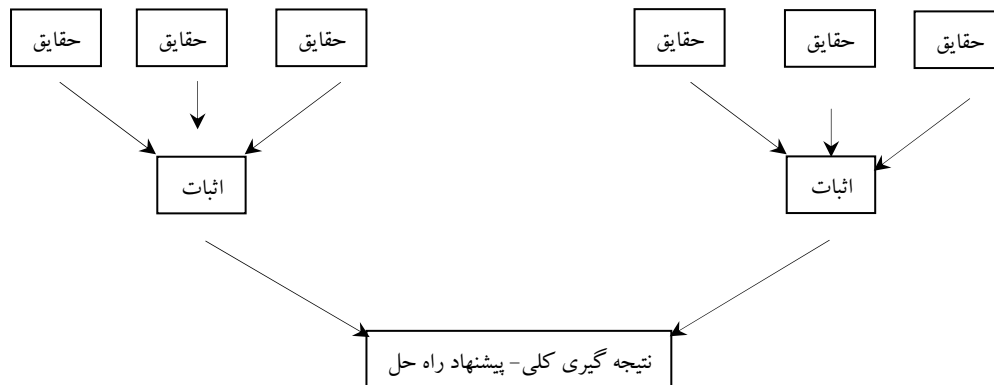 حقایق
حقایق
حقایق
حقایق
حقایق
حقایق
اثبات
اثبات
نتیجه گیری کلی- پیشنهاد راه حل